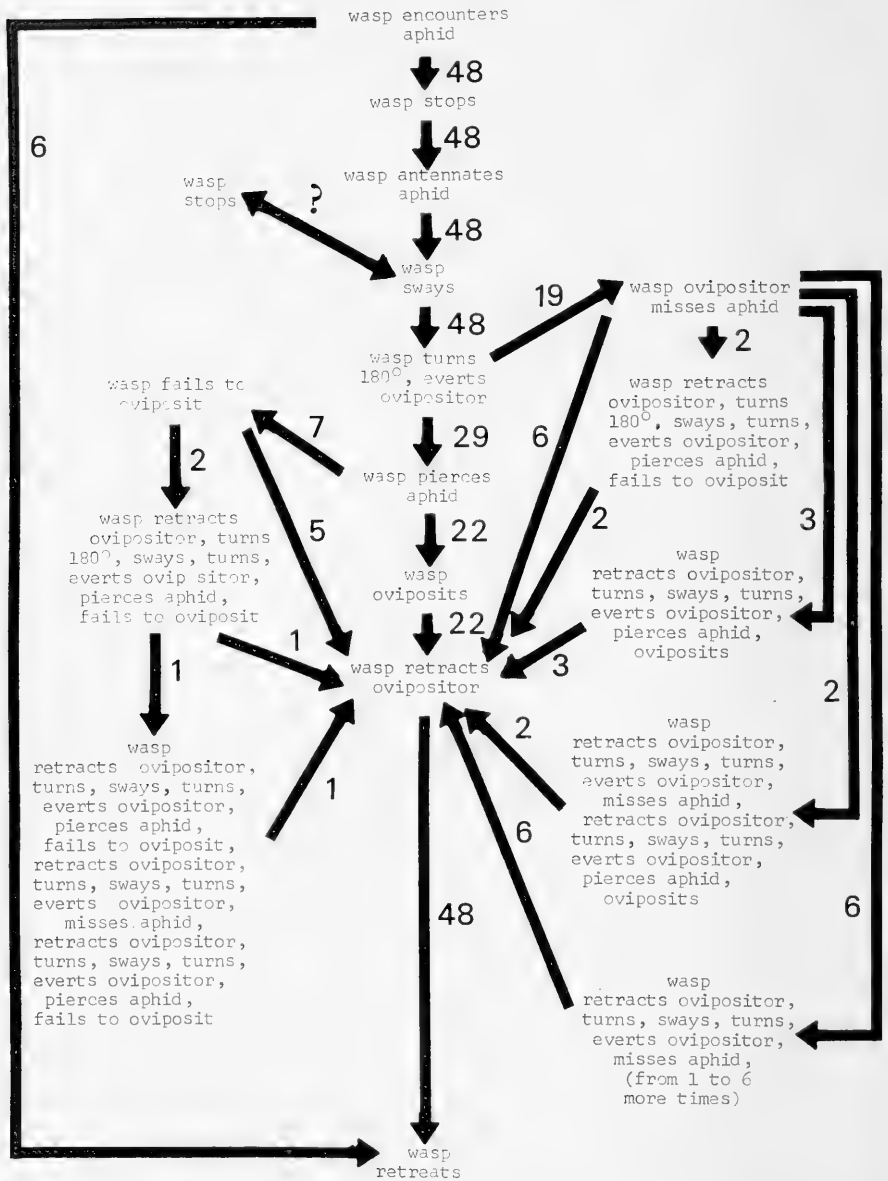 wasp encounters
aphid
48
wasp stops
6
48
wasp antennates
aphid
wasp
stops
?
48
wasp
sways
19
wasp ovipositor
misses aphid
48
2
wasp turns
180°, everts
ovipositor
wasp fails to
oviposit
wasp retracts
ovipositor, turns
180°, sways, turns,
everts ovipositor,
pierces aphid,
fails to oviposit
7
29
6
2
wasp pierces
aphid
3
wasp retracts
ovipositor, turns
180°, sways, turns,
everts ovip sitor,
pierces aphid,
fails to oviposit
5
22
2
wasp
oviposits
wasp
retracts ovipositor,
turns, sways, turns,
everts ovipositor,
pierces aphid,
oviposits
22
1
1
3
wasp retracts
ovipositor
2
2
wasp
retracts ovipositor,
turns, sways, turns,
everts ovipositor,
misses aphid,
retracts ovipositor,
turns, sways, turns,
everts ovipositor,
pierces aphid,
oviposits
wasp
retracts ovipositor,
turns, sways, turns,
everts ovipositor,
pierces aphid,
fails to oviposit,
retracts ovipositor,
turns, sways, turns,
everts ovipositor,
misses aphid,
retracts ovipositor,
turns, sways, turns,
everts ovipositor,
pierces aphid,
fails to oviposit
1
6
48
6
wasp
retracts ovipositor,
turns, sways, turns,
everts ovipositor,
misses aphid,
(from 1 to 6
more times)
wasp
retreats